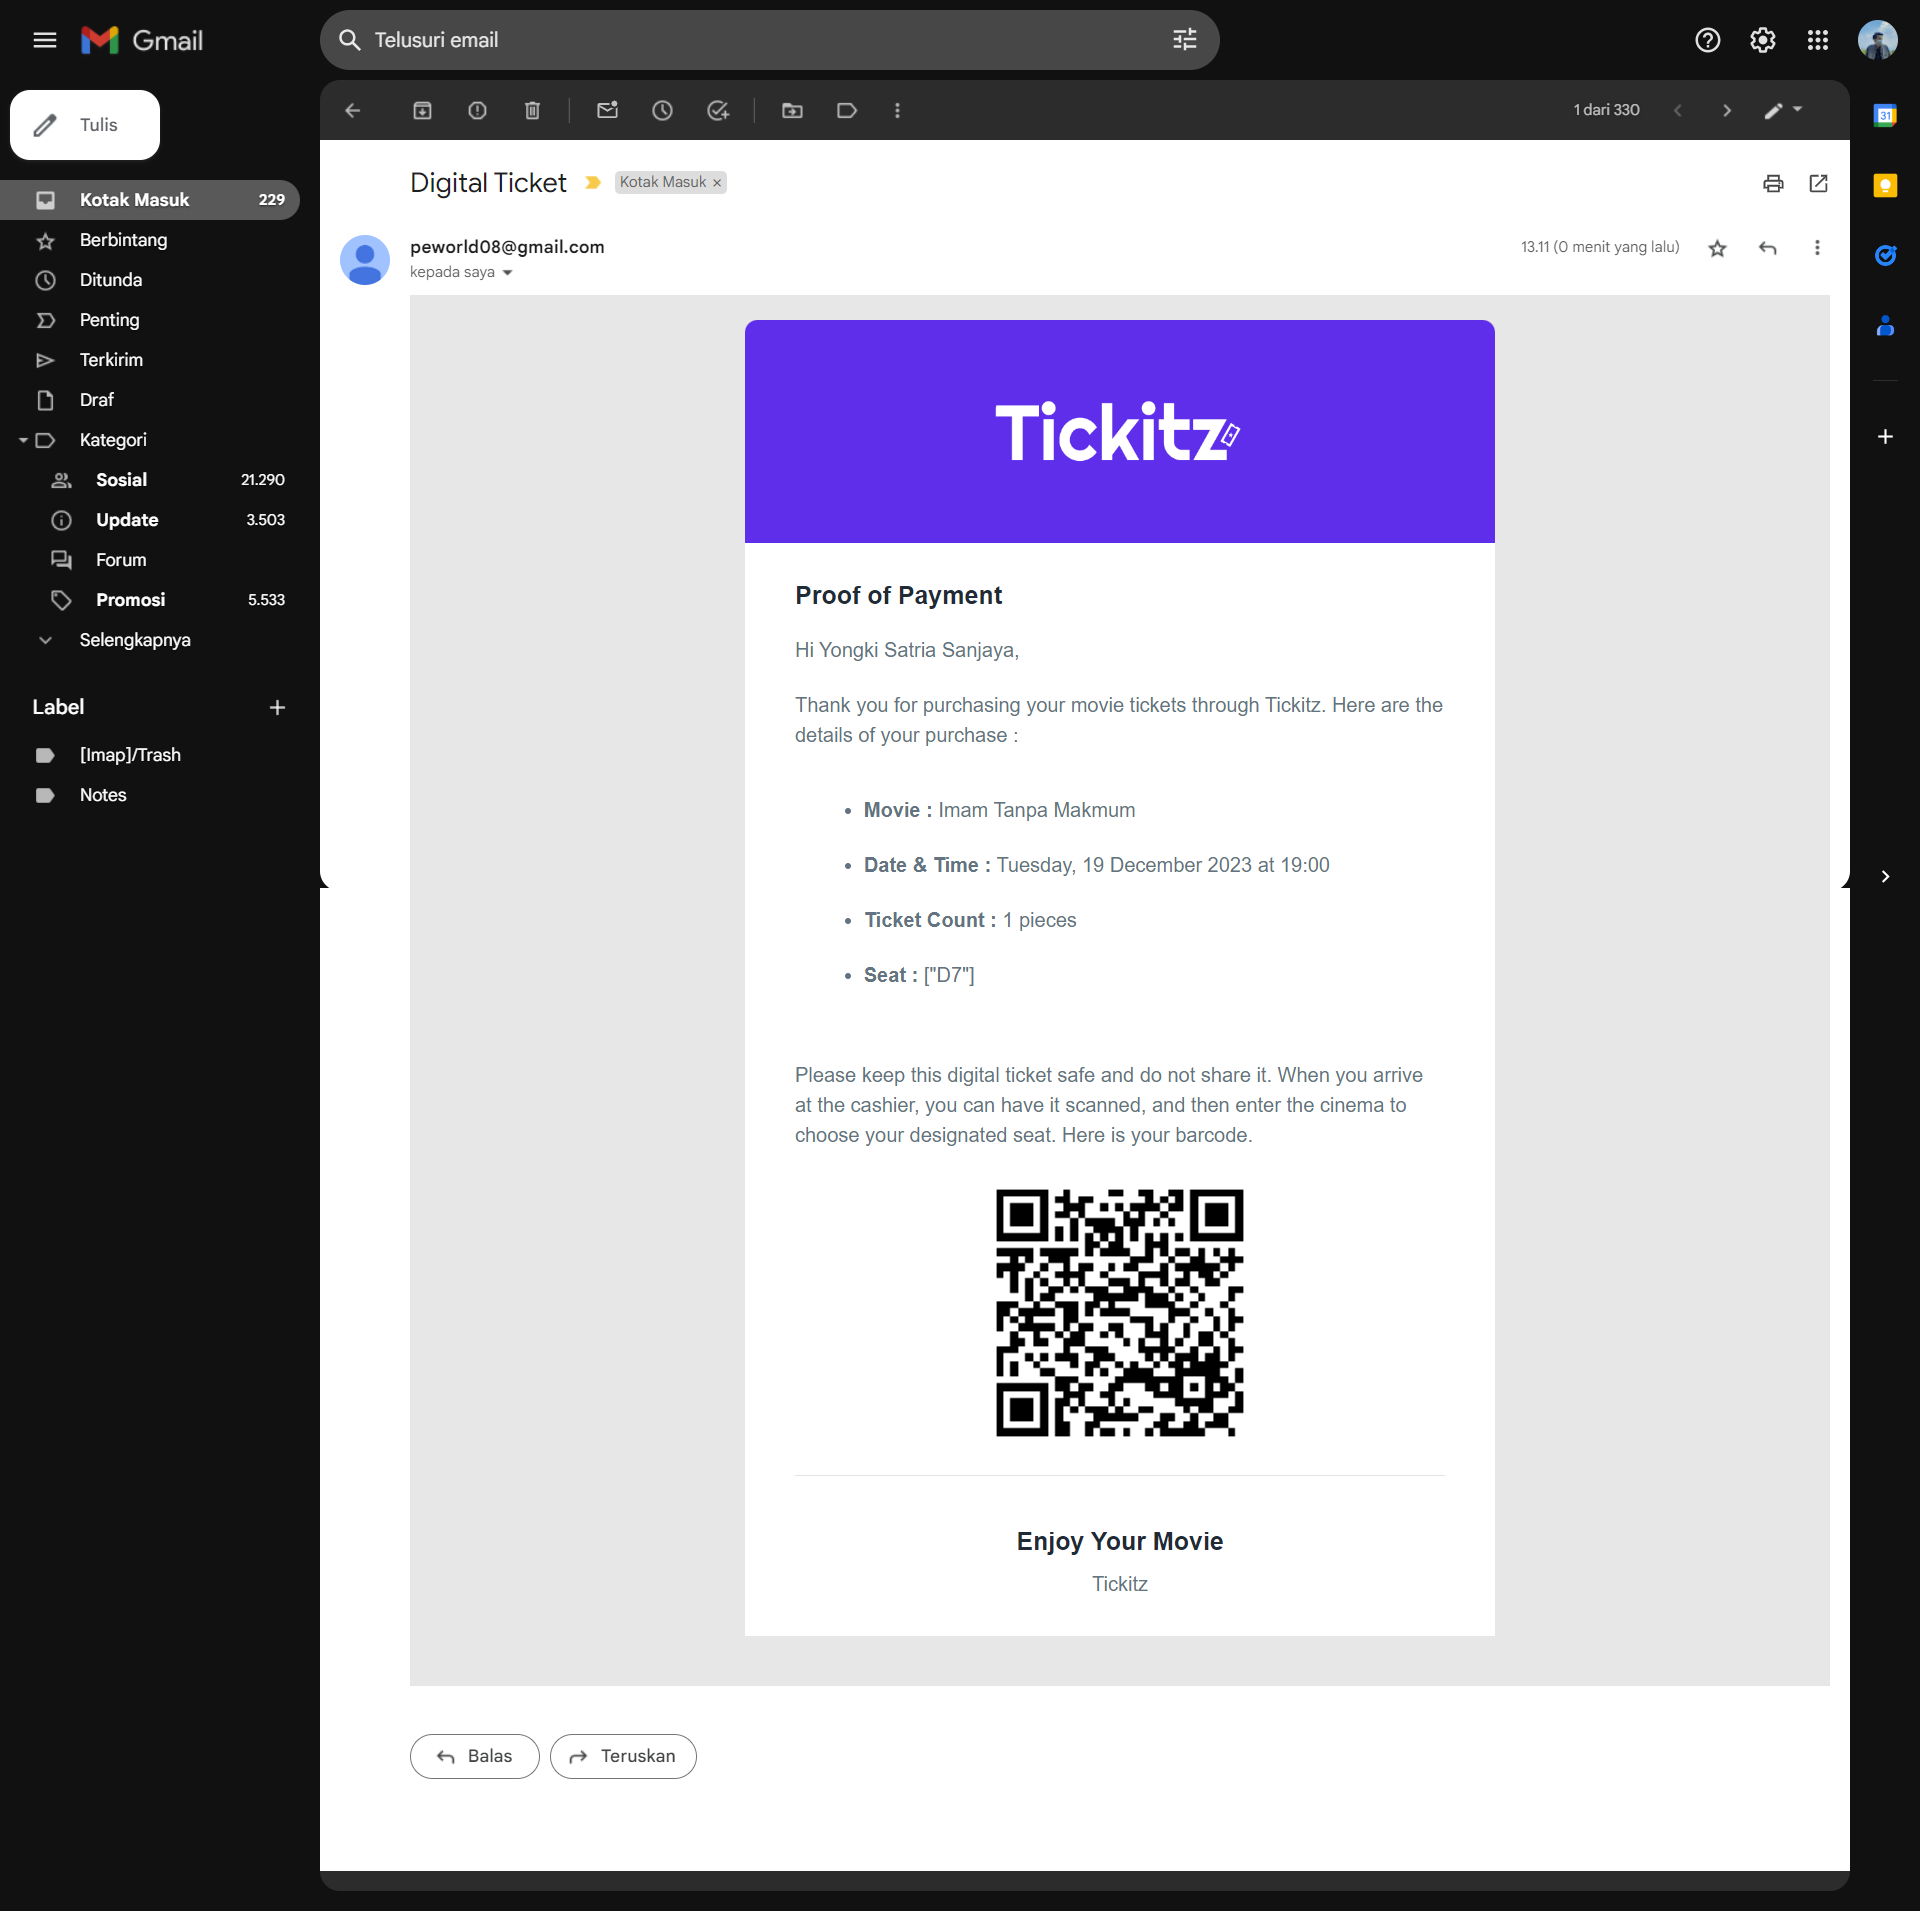 Gmail
Telusuri email
Tulis
1 dari 330
31
Kotak Masuk 229
Berbintang
Ditunda
Penting
Terkirim
Draf
Kategori
Sosial 21.290
Update 3.503
Forum
Promosi 5.533
Selengkapnya
Label
[Imap]/Trash
Notes
Digital Ticket Kotak Masuk ×
peworld08@gmail.com 13.11 (0 menit yang lalu)
kepada saya
Tickitz
Proof of Payment
Hi Yongki Satria Sanjaya,
Thank you for purchasing your movie tickets through Tickitz. Here are the
details of your purchase :
• Movie : Imam Tanpa Makmum
• Date & Time : Tuesday, 19 December 2023 at 19:00
• Ticket Count : 1 pieces
• Seat : ["D7"]
Please keep this digital ticket safe and do not share it. When you arrive
at the cashier, you can have it scanned, and then enter the cinema to
choose your designated seat. Here is your barcode.
Enjoy Your Movie
Tickitz
Balas
Teruskan